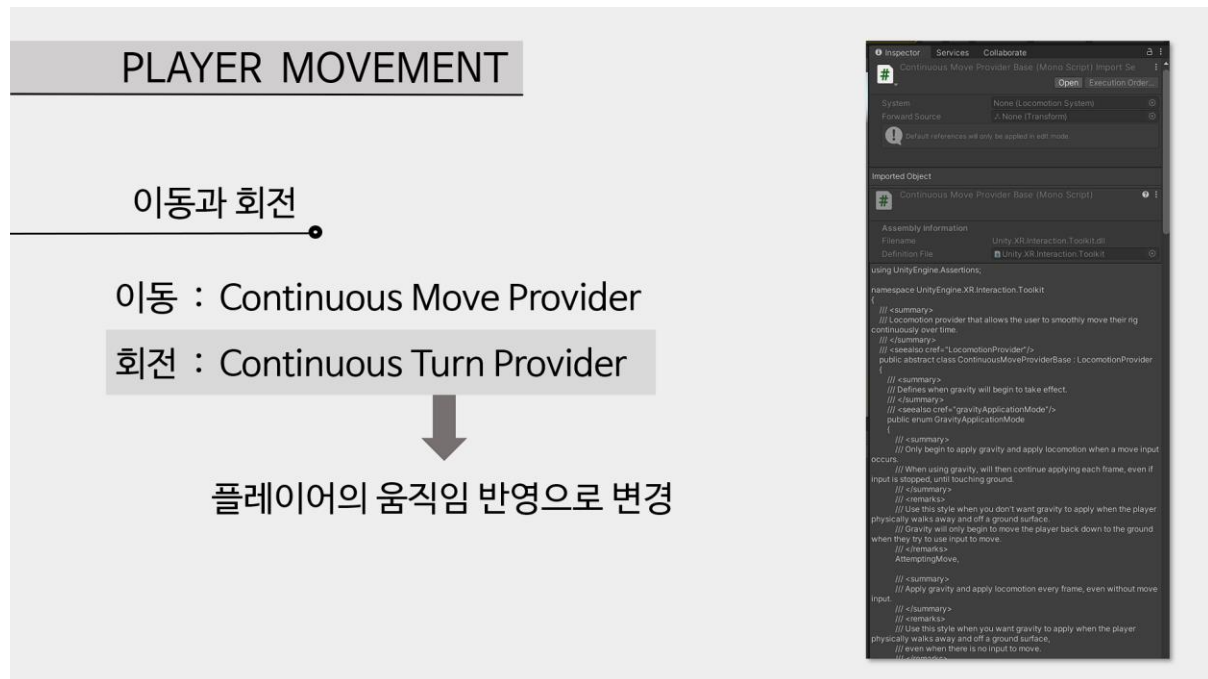 PLAYER MOVEMENT
이동과 회전
이동 : Continuous Move Provider
회전 : Continuous Turn Provider
플레이어의 움직임 반영으로 변경
Inspector Services Collaborate
Continuous Move Provider Base (Mono Script) Import Se
Open Execution Order...
System None (Locomotion System)
Forward Source None (Transform)
Default references will only be applied in edit mode.
Imported Object
Continuous Move Provider Base (Mono Script)
Assembly Information
Filename Unity.XR.Interaction.Toolkit.dll
Definition File Unity.XR.Interaction.Toolkit
using UnityEngine.Assertions;
namespace UnityEngine.XR.Interaction.Toolkit
{
/// <summary>
/// Locomotion provider that allows the user to smoothly move their rig
continuously over time.
/// </summary>
/// <seealso cref="LocomotionProvider"/>
public abstract class ContinuousMoveProviderBase : LocomotionProvider
{
/// <summary>
/// Defines when gravity will begin to take effect.
/// </summary>
/// <seealso cref="gravityApplicationMode"/>
public enum GravityApplicationMode
{
/// <summary>
/// Only begin to apply gravity and apply locomotion when a move input
occurs.
/// When using gravity, will then continue applying each frame, even if
input is stopped, until touching ground.
/// </summary>
/// <remarks>
/// Use this style when you don't want gravity to apply when the player
physically walks away and off a ground surface.
/// Gravity will only begin to move the player back down to the ground
when they try to use input to move.
/// </remarks>
AttemptingMove,
/// <summary>
/// Apply gravity and apply locomotion every frame, even without move
input.
/// </summary>
/// <remarks>
/// Use this style when you want gravity to apply when the player
physically walks away and off a ground surface,
/// even when there is no input to move.
/// </remarks>